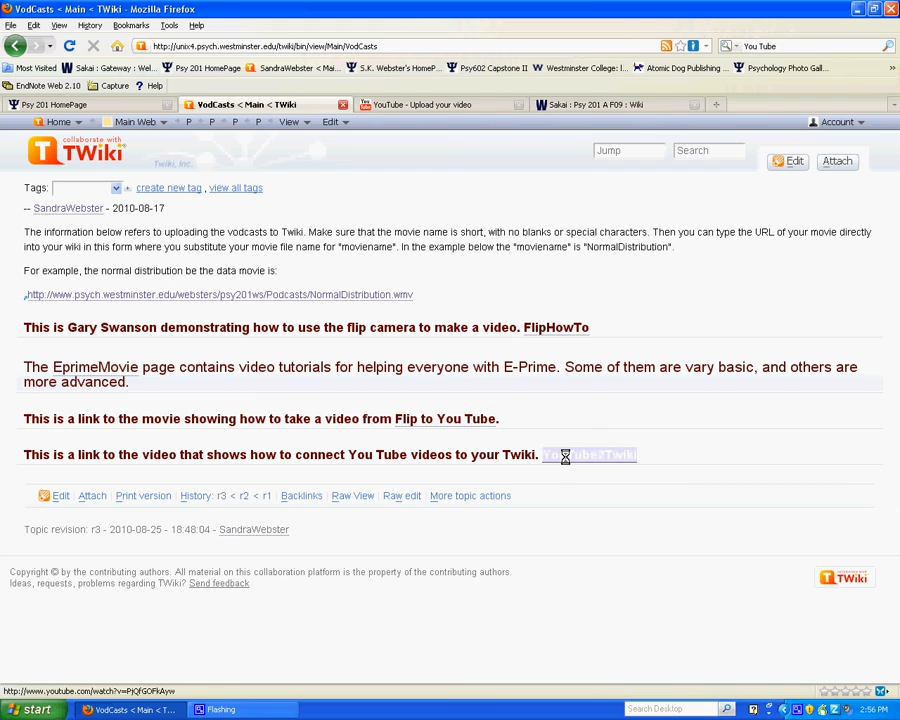 VodCasts < Main < TWiki - Mozilla Firefox
File Edit View History Bookmarks Tools Help
http://unix4.psych.westminster.edu/twiki/bin/view/Main/VodCasts You Tube
Most Visited Sakai : Gateway : Wel... Psy 201 HomePage SandraWebster < Mai... S.K. Webster's HomeP... Psy602 Capstone II Westminster College: l... Atomic Dog Publishing ... Psychology Photo Gall...
EndNote Web 2.10 Capture Help
Psy 201 HomePage VodCasts < Main < TWiki YouTube - Upload your video Sakai : Psy 201 A F09 : Wiki
Home Main Web P P P P View Edit Account
collaborate with
TWiki
Twiki, Inc.
Jump Search Edit Attach
Tags: create new tag , view all tags
-- SandraWebster - 2010-08-17
The information below refers to uploading the vodcasts to Twiki. Make sure that the movie name is short, with no blanks or special characters. Then you can type the URL of your movie directly
into your wiki in this form where you substitute your movie file name for "moviename". In the example below the "moviename" is "NormalDistribution".
For example, the normal distribution be the data movie is:
http://www.psych.westminster.edu/websters/psy201ws/Podcasts/NormalDistribution.wmv
This is Gary Swanson demonstrating how to use the flip camera to make a video. FlipHowTo
The EprimeMovie page contains video tutorials for helping everyone with E-Prime. Some of them are vary basic, and others are
more advanced.
This is a link to the movie showing how to take a video from Flip to You Tube.
This is a link to the video that shows how to connect You Tube videos to your Twiki. YouTube2Twiki
Edit Attach Print version History: r3 < r2 < r1 Backlinks Raw View Raw edit More topic actions
Topic revision: r3 - 2010-08-25 - 18:48:04 - SandraWebster
Copyright © by the contributing authors. All material on this collaboration platform is the property of the contributing authors.
Ideas, requests, problems regarding TWiki? Send feedback
TWiki
http://www.youtube.com/watch?v=PjQfGOFkAyw
start VodCasts < Main < T... Flashing Search Desktop 2:56 PM